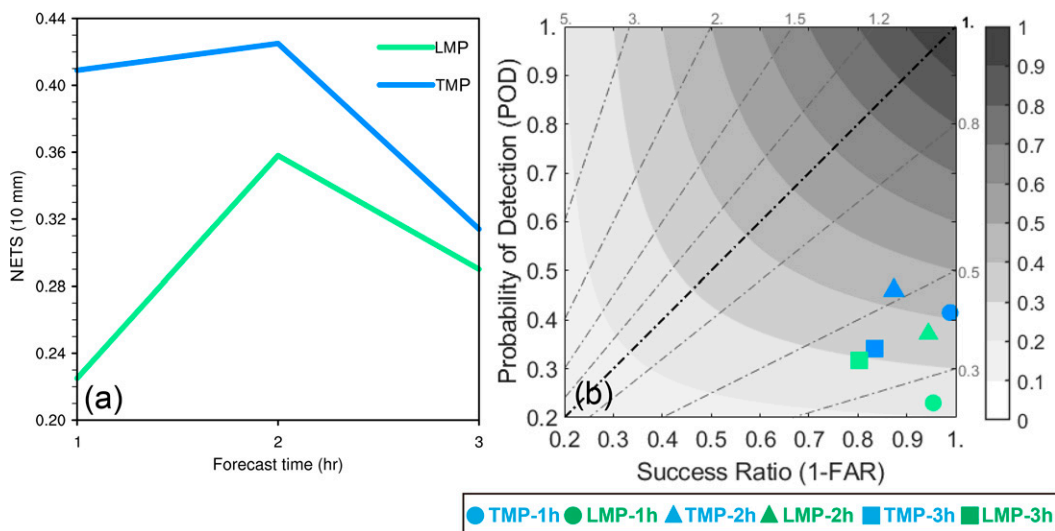 0.44
0.40
0.36
0.32
0.28
0.24
0.20
NETS (10 mm)
LMP
TMP
(a)
1 2 3
Forecast time (hr)
5. 3. 2. 1.5 1.2 1.
1
0.9
0.8
0.7
0.6
0.5
0.4
0.3
0.2
Probability of Detection (POD)
0.8
0.5
0.3
(b)
0.2 0.3 0.4 0.5 0.6 0.7 0.8 0.9 1.
Success Ratio (1-FAR)
1
0.9
0.8
0.7
0.6
0.5
0.4
0.3
0.2
0.1
0
TMP-1h LMP-1h TMP-2h LMP-2h TMP-3h LMP-3h